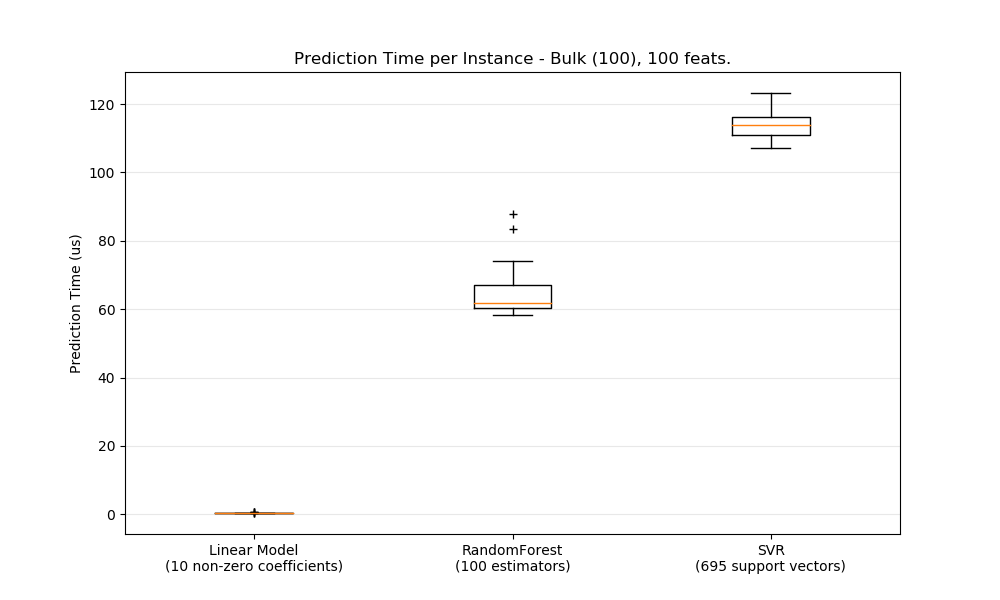 Prediction Time per Instance - Bulk (100), 100 feats.
Prediction Time (us)
120
100
80
60
40
20
0
Linear Model
(10 non-zero coefficients)
RandomForest
(100 estimators)
SVR
(695 support vectors)